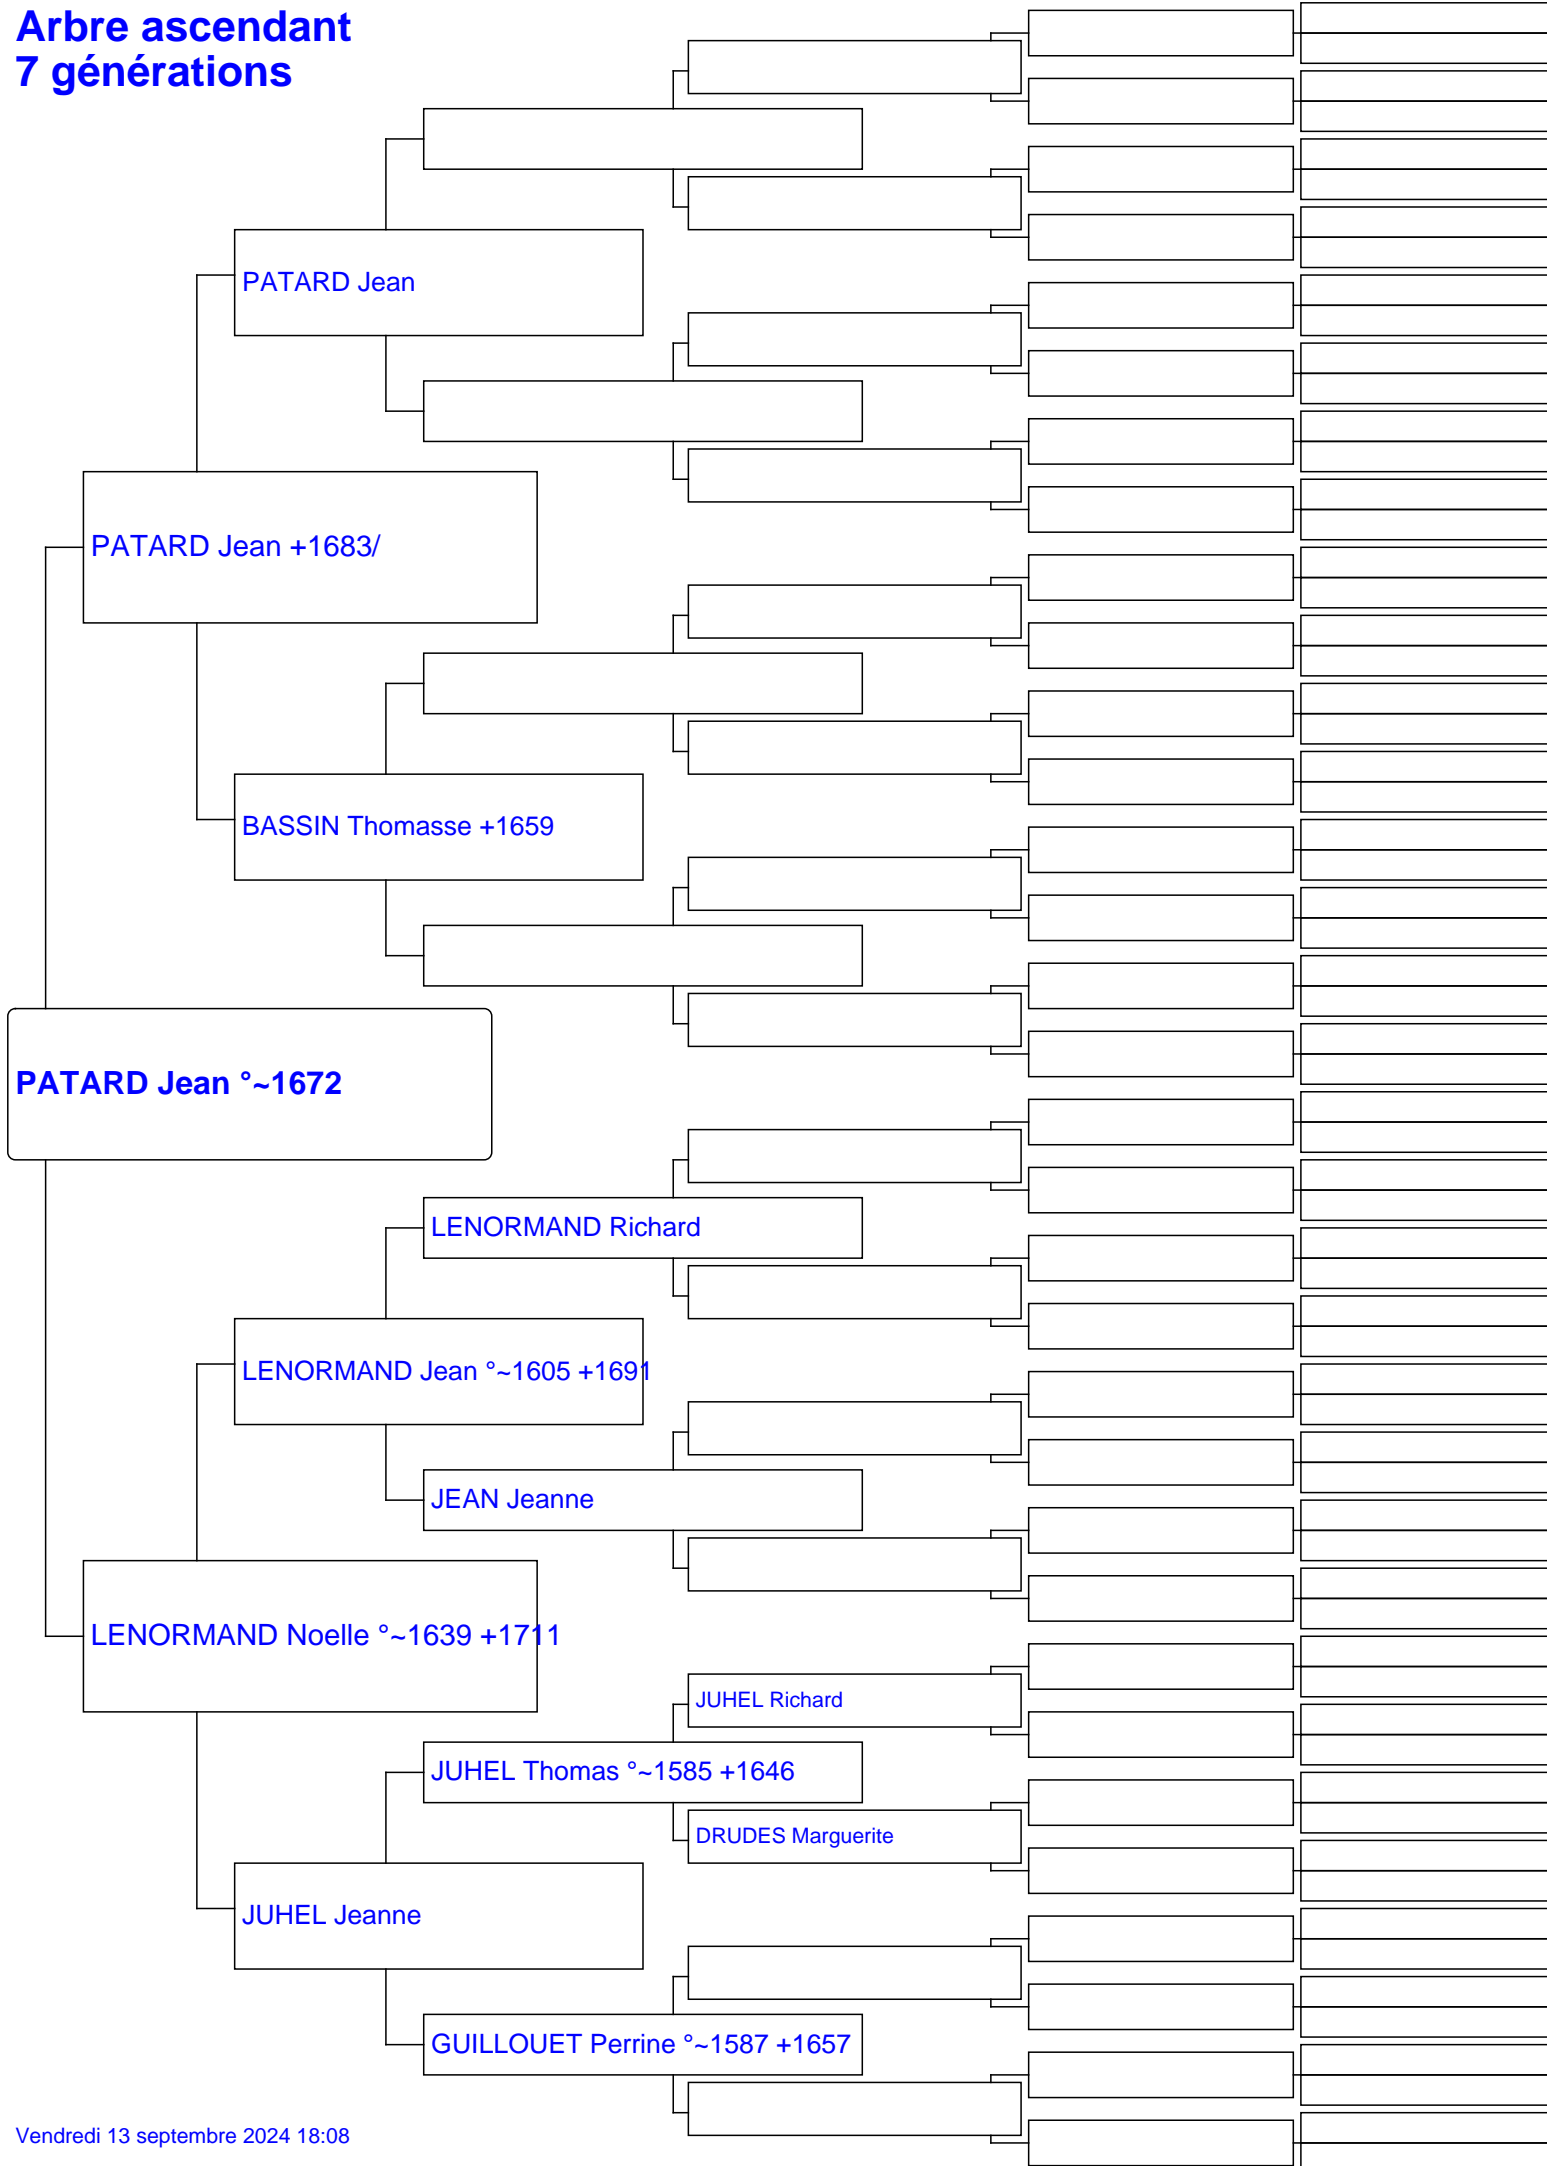 Arbre ascendant
7 générations
PATARD Jean
PATARD Jean +1683/
BASSIN Thomasse +1659
PATARD Jean °~1672
LENORMAND Richard
LENORMAND Jean °~1605 +1691
JEAN Jeanne
LENORMAND Noelle °~1639 +1711
JUHEL Richard
JUHEL Thomas °~1585 +1646
DRUDES Marguerite
JUHEL Jeanne
GUILLOUET Perrine °~1587 +1657
Vendredi 13 septembre 2024 18:08